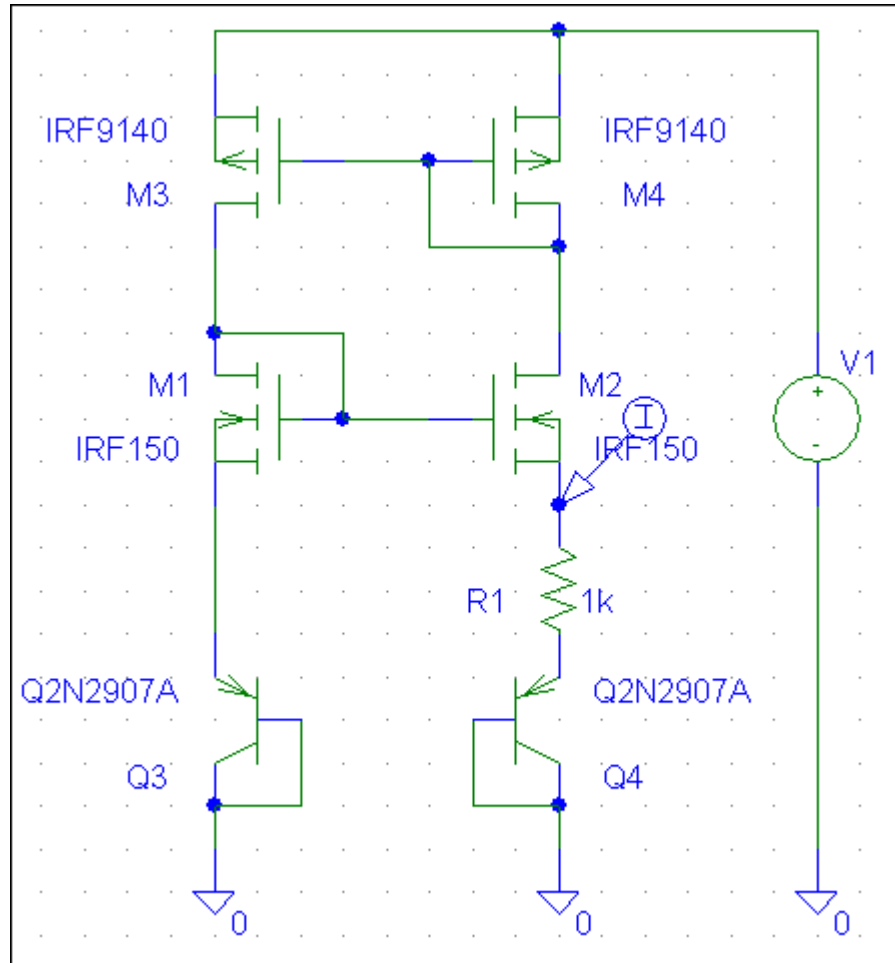 IRF9140
IRF9140
M3
M4
M1
M2
V1
I
+
IRF150
IRF150
-
R1
1k
Q2N2907A
Q2N2907A
Q3
Q4
0
0
0